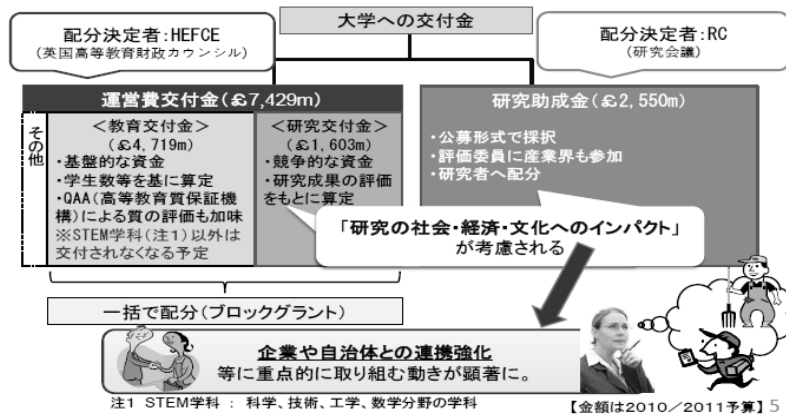 大学への交付金
配分決定者:HEFCE
(英国高等教育財政カウンシル)
配分決定者:RC
(研究会議)
運営費交付金(£7,429m)
その他
<教育交付金>
(£4,719m)
・基盤的な資金
・学生数等を基に算定
・QAA(高等教育質保証機
構)による質の評価も加味
※STEM学科(注1)以外は
交付されなくなる予定
<研究交付金>
(£1,603m)
・競争的な資金
・研究成果の評価
をもとに算定
研究助成金(£2,550m)
・公募形式で採択
・評価委員に産業界も参加
・研究者へ配分
「研究の社会・経済・文化へのインパクト」
が考慮される
一括で配分(ブロックグラント)
企業や自治体との連携強化
等に重点的に取り組む動きが顕著に。
注1 STEM学科 : 科学、技術、工学、数学分野の学科
【金額は2010/2011予算】 5